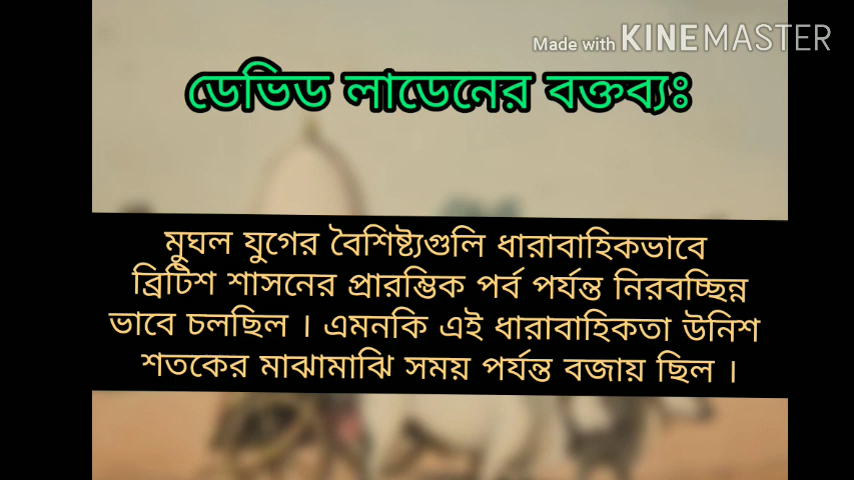 Made with KINEMASTER
ডেভিড লাডেনের বক্তব্যঃ
মুঘল যুগের বৈশিষ্ট্যগুলি ধারাবাহিকভাবে
ব্রিটিশ শাসনের প্রারম্ভিক পর্ব পর্যন্ত নিরবচ্ছিন্ন
ভাবে চলছিল । এমনকি এই ধারাবাহিকতা উনিশ
শতকের মাঝামাঝি সময় পর্যন্ত বজায় ছিল ।